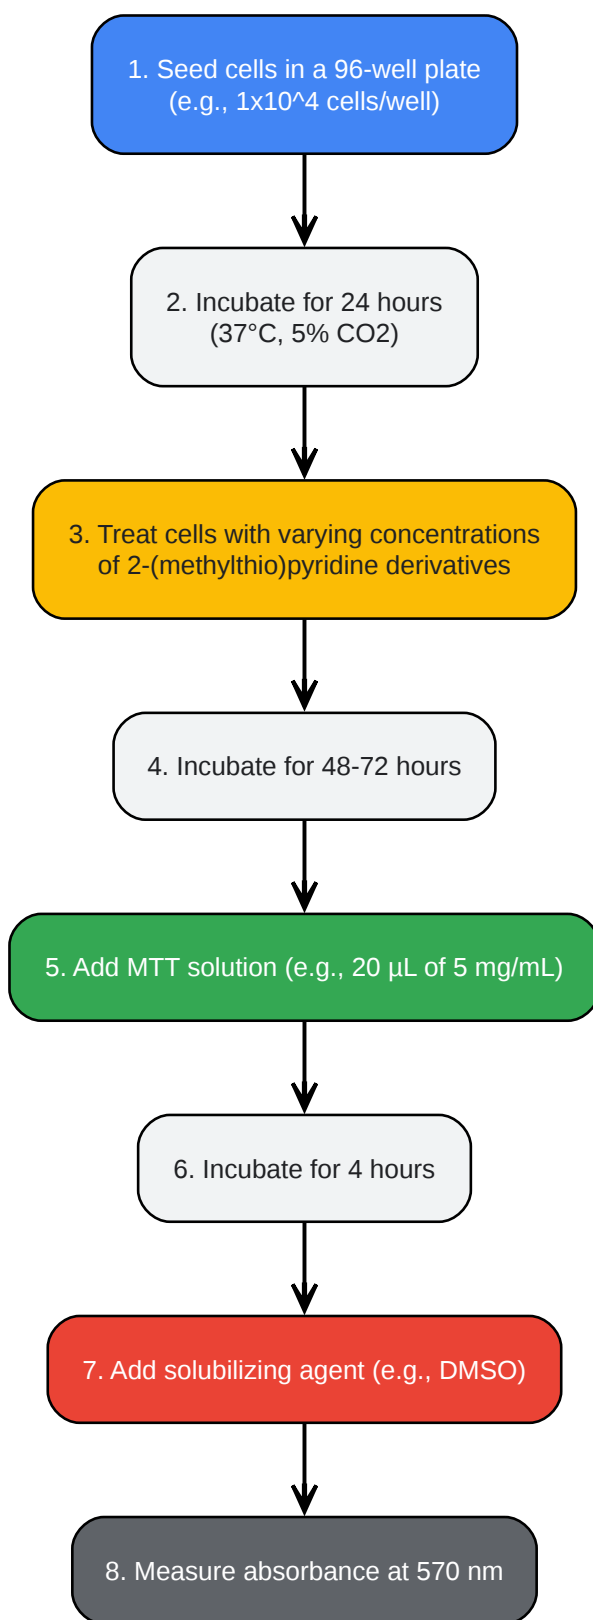 1. Seed cells in a 96-well plate
(e.g., 1x10^4 cells/well)
2. Incubate for 24 hours
(37°C, 5% CO2)
3. Treat cells with varying concentrations
of 2-(methylthio)pyridine derivatives
4. Incubate for 48-72 hours
5. Add MTT solution (e.g., 20 µL of 5 mg/mL)
6. Incubate for 4 hours
7. Add solubilizing agent (e.g., DMSO)
8. Measure absorbance at 570 nm